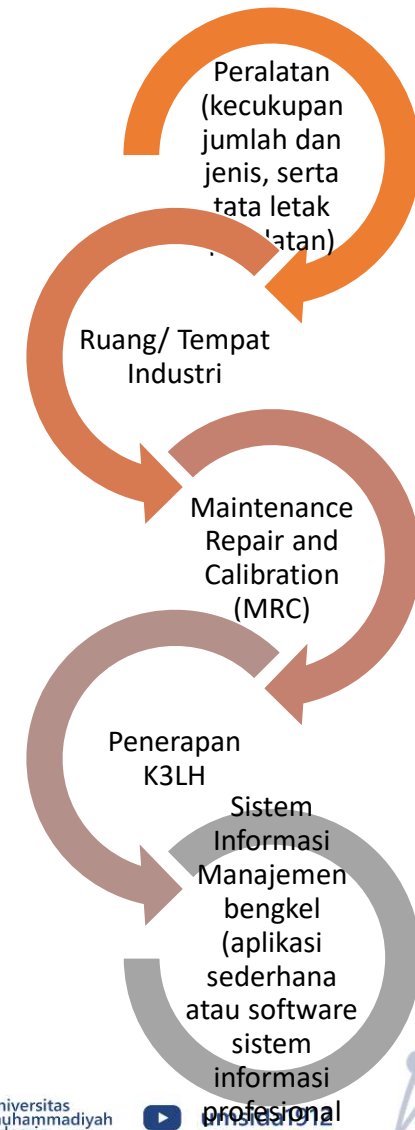 Peralatan
(kecukupan
jumlah dan
jenis, serta
tata letak
Ruang/ Tempat
Industri
Maintenance
Repair and
Calibration
(MRC)
Penerapan
K3LH
Sistem
Informasi
Manajemen
bengkel
(aplikasi
sederhana
atau software
sistem
informasi
profesional
umsida1912